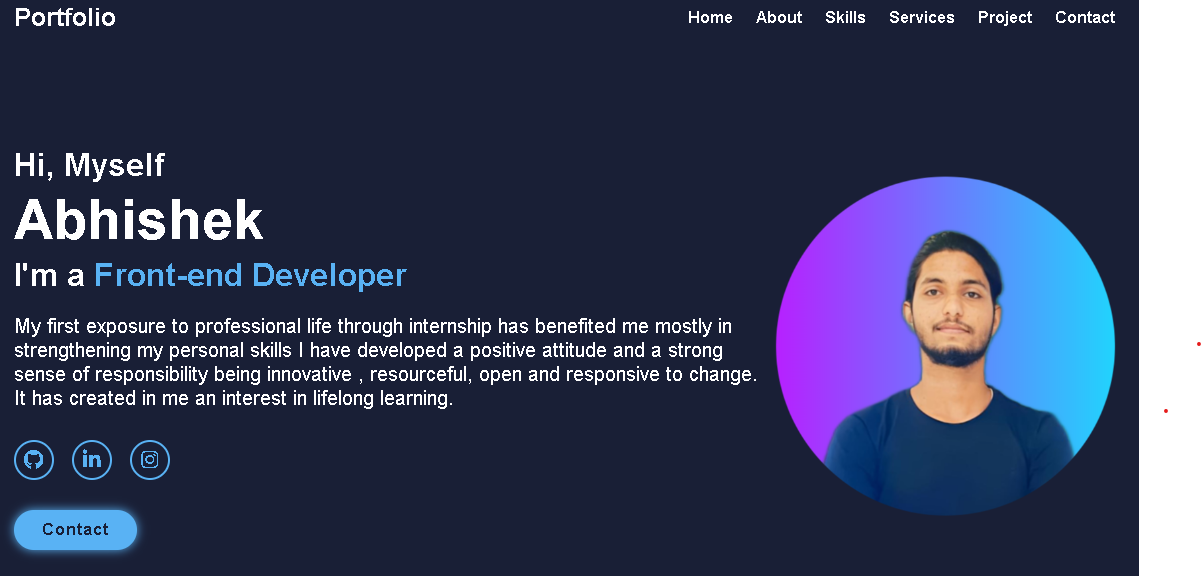 Portfolio
Home About Skills Services Project Contact
Hi, Myself
Abhishek
I'm a Front-end Developer
My first exposure to professional life through internship has benefited me mostly in
strengthening my personal skills I have developed a positive attitude and a strong
sense of responsibility being innovative , resourceful, open and responsive to change.
It has created in me an interest in lifelong learning.
in
Contact